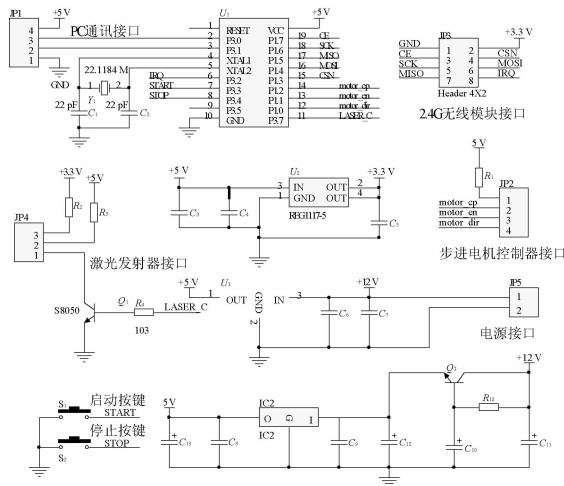 JP1
+5 V
PC通讯接口
4
3
2
1
GND
22.1184 M
1
2
Y1
22 pF
C1
22 pF
C2
IRQ
START
STOP
U1
+5 V
1 RESET VCC
2 P3.0 P1.7 19 CE
3 P3.1 P1.6 18 SCK
4 XTAL1 P1.5 17 MISO
5 XTAL2 P1.4 16 MOSI
6 P3.2 P1.3 15 CSN
7 P3.3 P1.2 14 motor_cp
8 P3.4 P1.1 13 motor_en
9 P3.5 P1.0 12 motor_dir
10 GND P3.7 11 LASER_C
JP3
+3.3 V
GND 1 2
CE 3 4 CSN
SCK 5 6 MOSI
MISO 7 8 IRQ
Header 4X2
2.4G无线模块接口
+3.3 V
+5 V
R2
R3
JP4
3
2
1
激光发射器接口
+5 V
U2
+3.3 V
3 IN OUT 2
1 GND OUT 4
REG1117-5
C3
C4
C5
5 V
R1
JP2
motor_cp 1
motor_en 2
motor_dir 3
4
步进电机控制器接口
S8050
Q1
R4
LASER_C
103
+5 V
U3
1 OUT GND IN 3
2
+12 V
C6
C7
JP5
1
2
电源接口
S1
启动按键
START
停止按键
STOP
S2
5 V
IC2
O G I
IC2
C13
C8
C9
C12
Q3
+12 V
R12
C10
C11